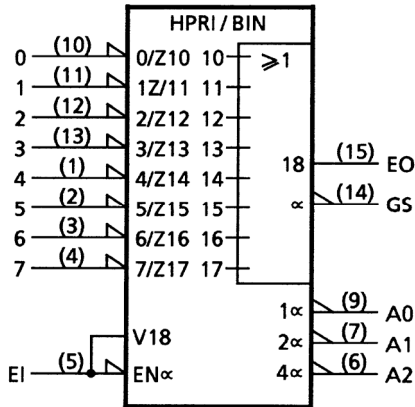 HPRI/BIN
0 (10) 0/Z10 10 ⩾1
1 (11) 1Z/11 11
2 (12) 2/Z12 12
3 (13) 3/Z13 13
4 (1) 4/Z14 14 18 (15) EO
5 (2) 5/Z15 15 ∝ (14) GS
6 (3) 6/Z16 16
7 (4) 7/Z17 17
1∝ (9) A0
V18 2∝ (7) A1
EI (5) EN∝ 4∝ (6) A2